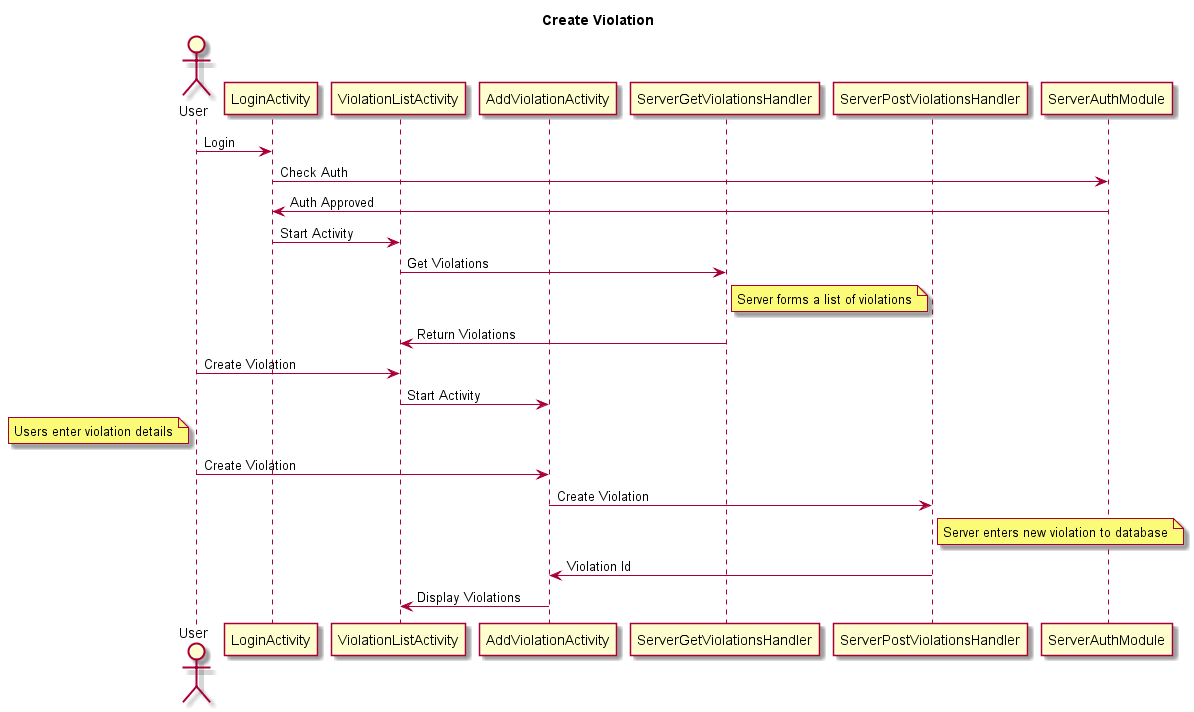 Create Violation
User
LoginActivity
ViolationListActivity
AddViolationActivity
ServerGetViolationsHandler
ServerPostViolationsHandler
ServerAuthModule
Login
Check Auth
Auth Approved
Start Activity
Get Violations
Server forms a list of violations
Return Violations
Create Violation
Start Activity
Users enter violation details
Create Violation
Create Violation
Server enters new violation to database
Violation Id
Display Violations
User
LoginActivity
ViolationListActivity
AddViolationActivity
ServerGetViolationsHandler
ServerPostViolationsHandler
ServerAuthModule